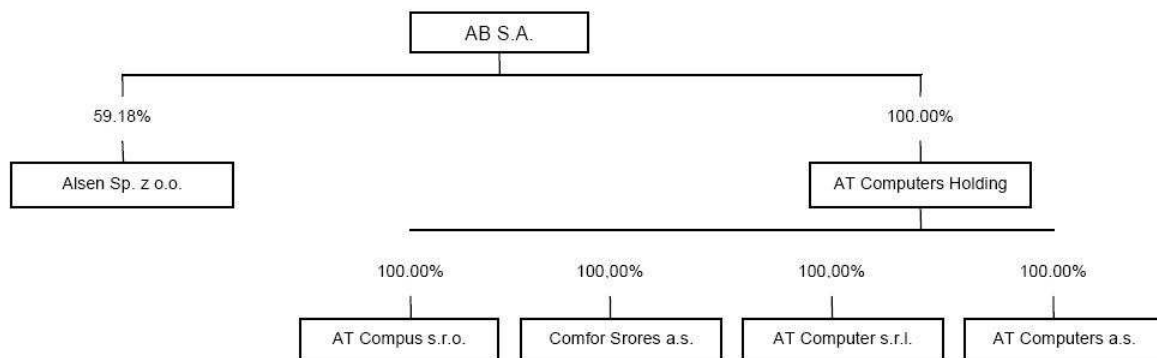 AB S.A.
59.18%
100.00%
Alsen Sp. z o.o.
AT Computers Holding
100.00%
100,00%
100,00%
100.00%
AT Compus s.r.o.
Comfor Srores a.s.
AT Computer s.r.l.
AT Computers a.s.